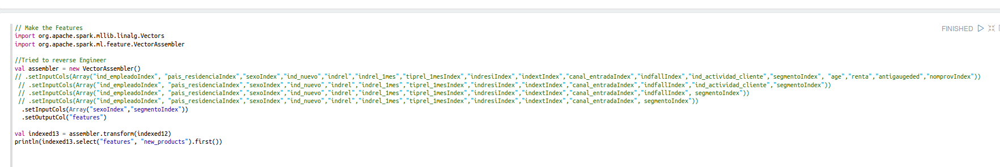 // Make the Features
FINISHED
import org.apache.spark.mllib.linalg.Vectors
import org.apache.spark.ml.feature.VectorAssembler
//Tried to reverse Engineer
val assembler = new VectorAssembler()
// .setInputCols(Array("ind_empleadoIndex", "pais_residenciaIndex","sexoIndex","ind_nuevo","indrel","indrel_1mes","tiprel_1mesIndex","indresiIndex","indextIndex","canal_entradaIndex","indfallIndex","ind_actividad_cliente","segmentoIndex", "age","renta","antigaugeded","nomprovIndex"))
// .setInputCols(Array("ind_empleadoIndex", "pais_residenciaIndex","sexoIndex","ind_nuevo","indrel","indrel_1mes","tiprel_1mesIndex","indresiIndex","indextIndex","canal_entradaIndex","indfallIndex","ind_actividad_cliente","segmentoIndex"))
// .setInputCols(Array("ind_empleadoIndex", "pais_residenciaIndex","sexoIndex","ind_nuevo","indrel","indrel_1mes","tiprel_1mesIndex","indresiIndex","indextIndex","canal_entradaIndex","indfallIndex", segmentoIndex"))
// .setInputCols(Array("ind_empleadoIndex", "pais_residenciaIndex","sexoIndex","ind_nuevo","indrel","indrel_1mes","tiprel_1mesIndex","indresiIndex","indextIndex","canal_entradaIndex", segmentoIndex"))
.setInputCols(Array("sexoIndex","segmentoIndex"))
.setOutputCol("features")
val indexed13 = assembler.transform(indexed12)
println(indexed13.select("features", "new_products").first())